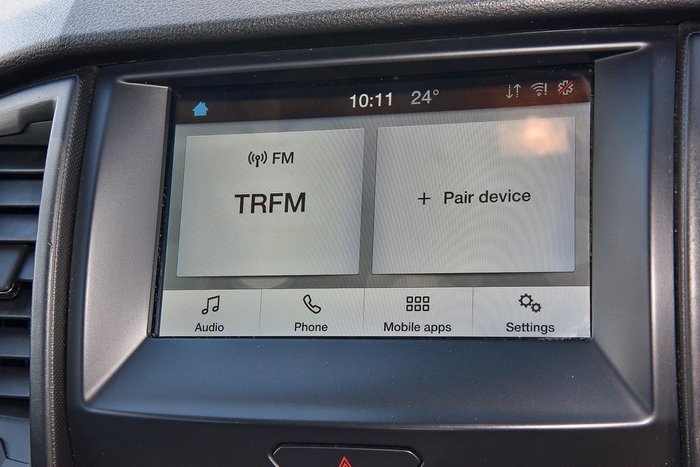 10:11 24°
FM
TRFM
+ Pair device
Audio
Phone
Mobile apps
Settings